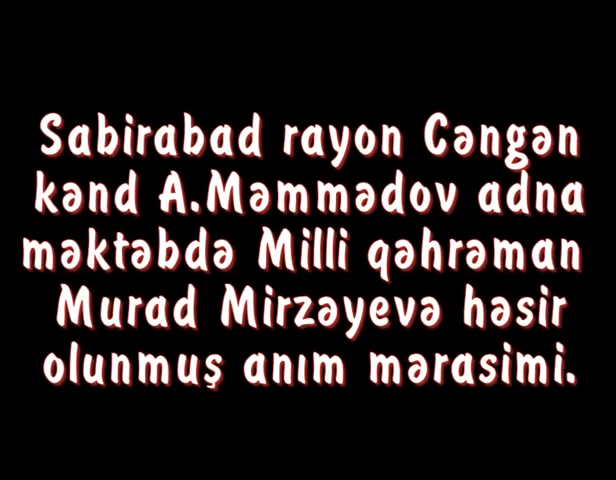 Sabirabad rayon Cəngən
kənd A.Məmmədov adna
məktəbdə Milli qəhrəman
Murad Mirzəyevə həsir
olunmuş anım mərasimi.